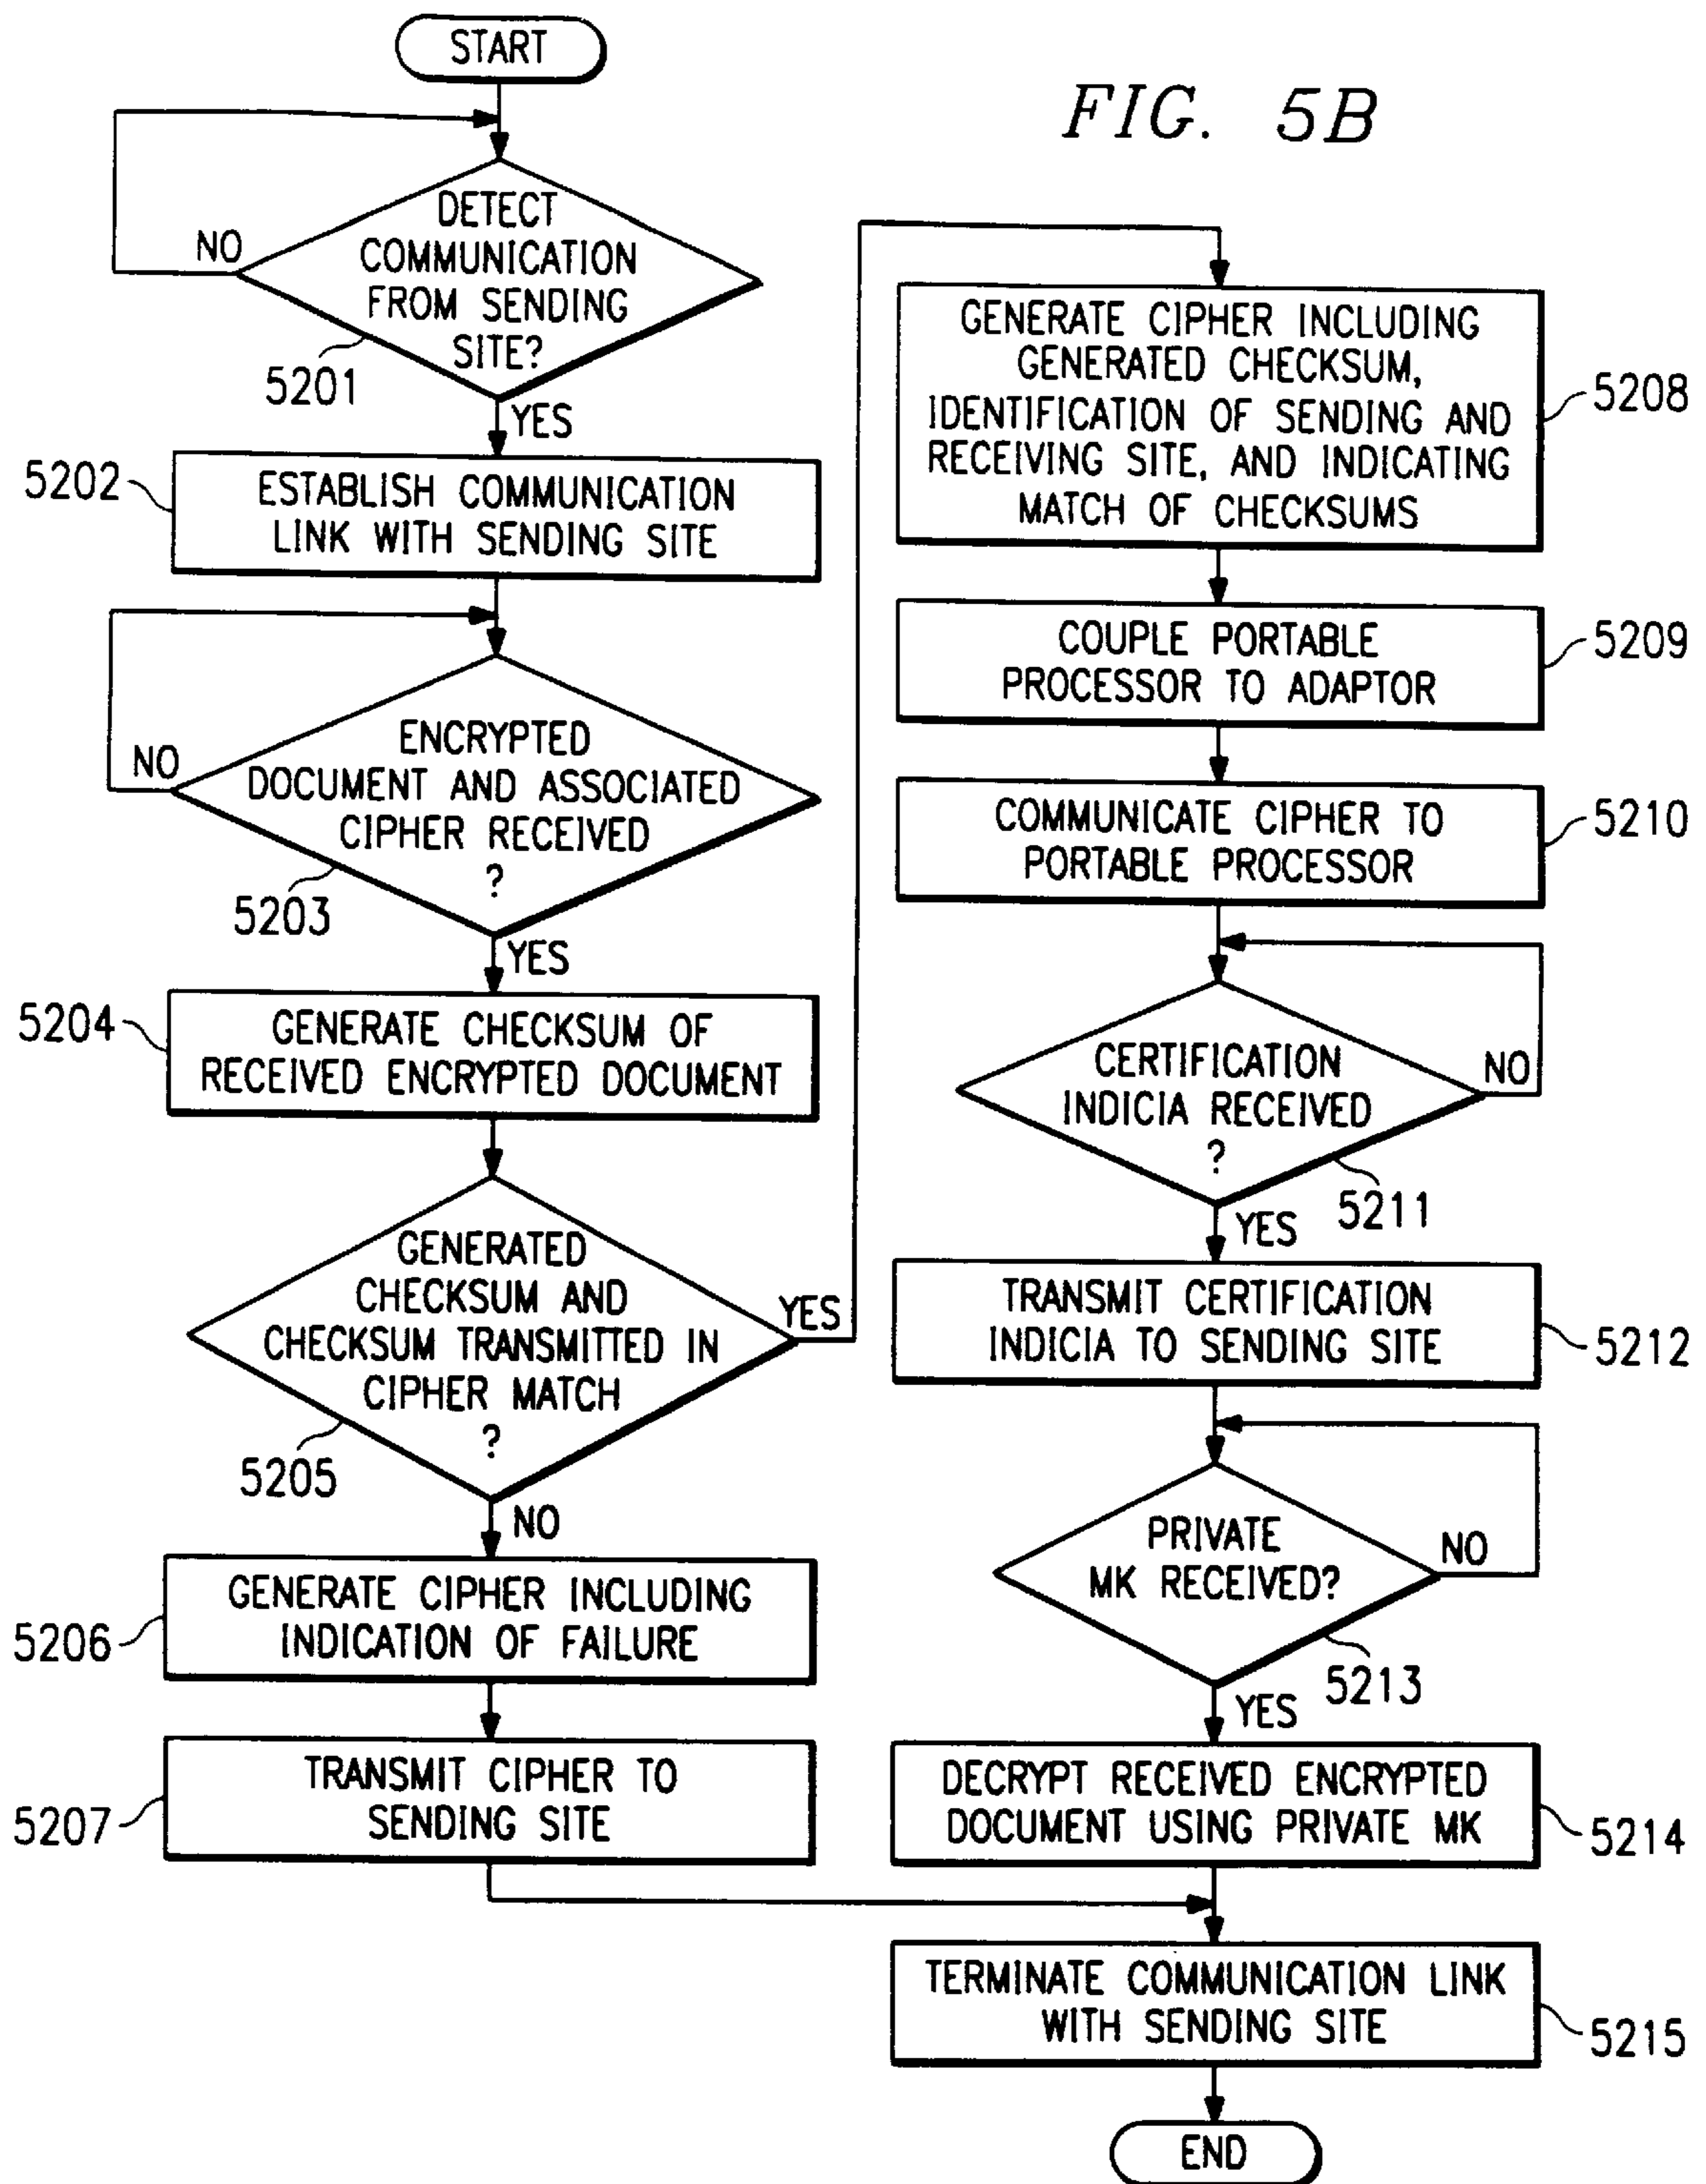 START
FIG. 5B
DETECT
COMMUNICATION
FROM SENDING
SITE?
NO
5201
YES
5202
ESTABLISH COMMUNICATION
LINK WITH SENDING SITE
ENCRYPTED
DOCUMENT AND ASSOCIATED
CIPHER RECEIVED
?
NO
5203
YES
5204
GENERATE CHECKSUM OF
RECEIVED ENCRYPTED DOCUMENT
GENERATED
CHECKSUM AND
CHECKSUM TRANSMITTED IN
CIPHER MATCH
?
YES
5205
NO
GENERATE CIPHER INCLUDING
INDICATION OF FAILURE
5206
TRANSMIT CIPHER TO
SENDING SITE
5207
GENERATE CIPHER INCLUDING
GENERATED CHECKSUM,
IDENTIFICATION OF SENDING AND
RECEIVING SITE, AND INDICATING
MATCH OF CHECKSUMS
5208
COUPLE PORTABLE
PROCESSOR TO ADAPTOR
5209
COMMUNICATE CIPHER TO
PORTABLE PROCESSOR
5210
CERTIFICATION
INDICIA RECEIVED
?
NO
5211
YES
TRANSMIT CERTIFICATION
INDICIA TO SENDING SITE
5212
PRIVATE
MK RECEIVED?
NO
5213
YES
DECRYPT RECEIVED ENCRYPTED
DOCUMENT USING PRIVATE MK
5214
TERMINATE COMMUNICATION LINK
WITH SENDING SITE
5215
END